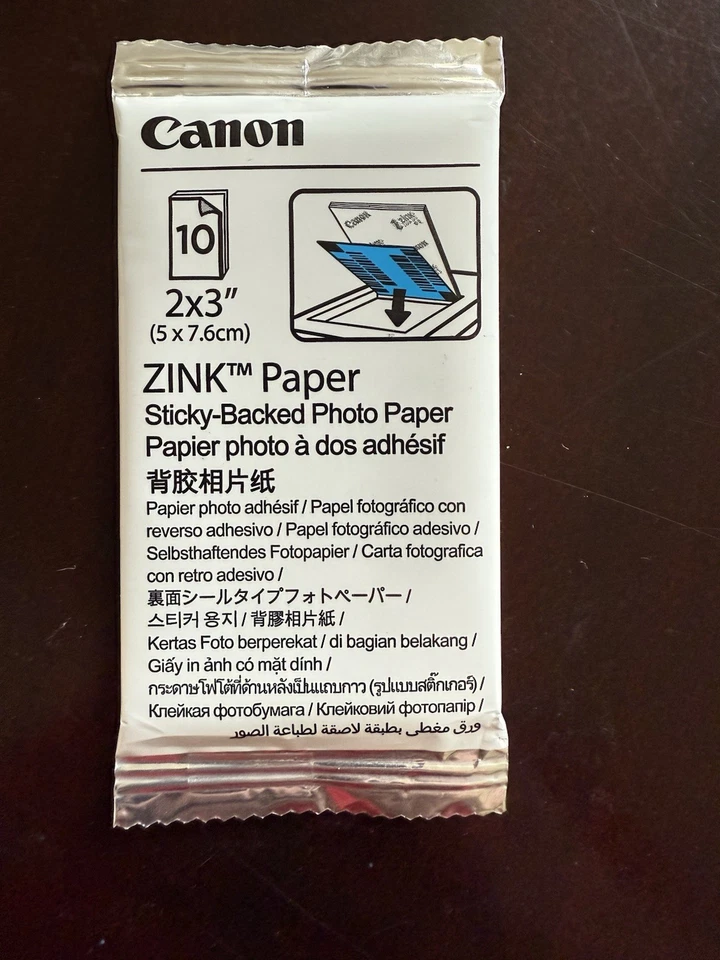 Canon
10
2x3”
(5 x 7.6cm)
Canon
ZINK™ Paper
Sticky-Backed Photo Paper
Papier photo à dos adhésif
背胶相片纸
Papier photo adhésif / Papel fotográfico con
reverso adhesivo / Papel fotográfico adesivo /
Selbsthaftendes Fotopapier / Carta fotografica
con retro adesivo /
裏面シールタイプフォトペーパー /
스티커 용지 / 背膠相片紙 /
Kertas Foto berperekat / di bagian belakang /
Giấy in ảnh có mặt dính /
กระดาษโฟโต้ที่ด้านหลังเป็นแถบกาว (รูปแบบสติ๊กเกอร์) /
Клейкая фотобумага / Клейковий фотопапір /
ورق مغطى بطبقة لاصقة لطباعة الصور